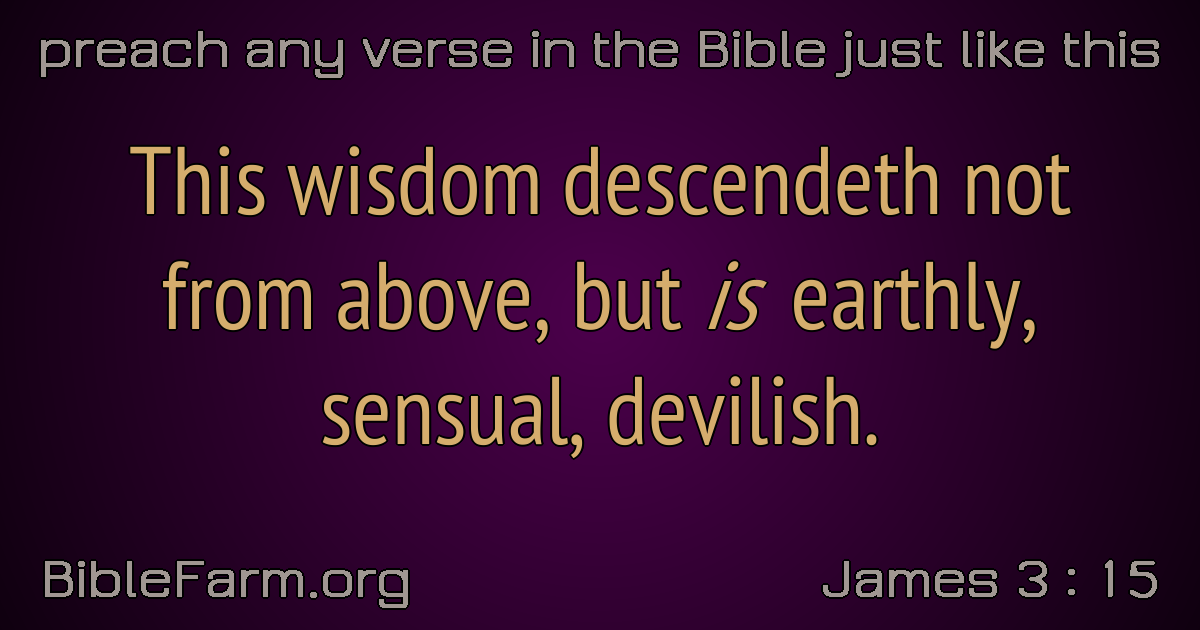 preach any verse in the Bible just like this
This wisdom descendeth not
from above, but is earthly,
sensual, devilish.
BibleFarm.org
James 3 : 15